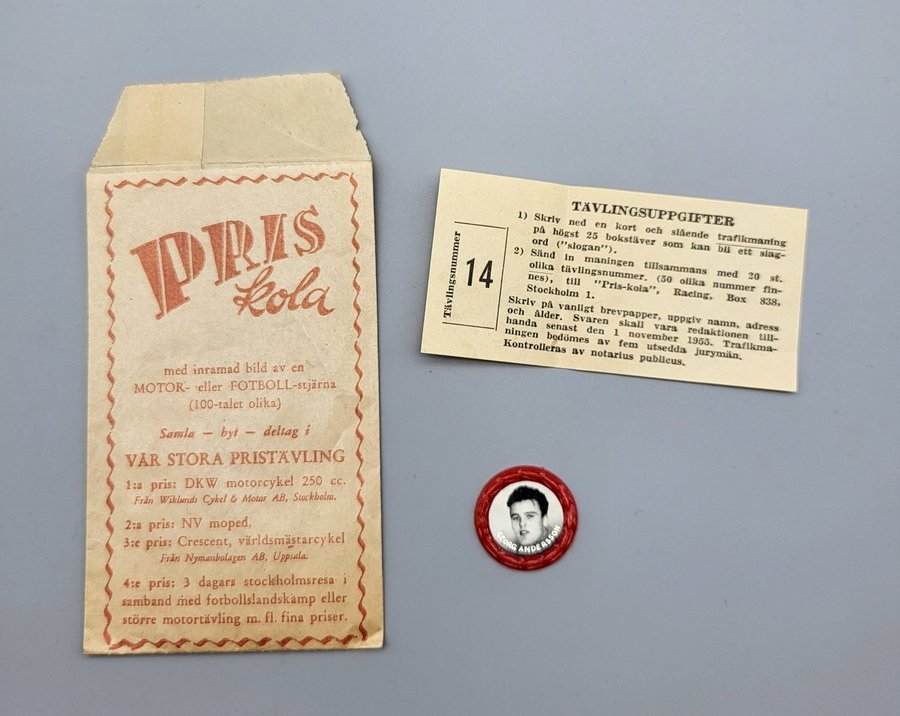 PRIS
kola
med inramad bild av en
MOTOR- eller FOTBOLL-stjärna
(100-talet olika)
Samla — byt — deltag i
VÅR STORA PRISTÄVLING
1:a pris: DKW motorcykel 250 cc.
Från Wiklunds Cykel & Motor AB, Stockholm.
2:a pris: NV moped.
3:e pris: Crescent, världsmästarcykel
Från Nymanbolagen AB, Uppsala.
4:e pris: 3 dagars stockholmsresa i
samband med fotbollslandskamp eller
större motortävling m. fl. fina priser.
Tävlingsnummer
14
TÄVLINGSUPPGIFTER
1) Skriv ned en kort och slående trafikmaning
på högst 25 bokstäver som kan bli ett slag-
ord ("slogan").
2) Sänd in maningen tillsammans med 20 st.
olika tävlingsnummer. (50 olika nummer fin-
nes), till "Pris-kola", Racing, Box 838,
Stockholm 1.
Skriv på vanligt brevpapper, uppgiv namn, adress
och ålder. Svaren skall vara redaktionen till-
handa senast den 1 november 1955. Trafikma-
ningen bedömes av fem utsedda jurymän.
Kontrolleras av notarius publicus.
GEORG ANDERSSON